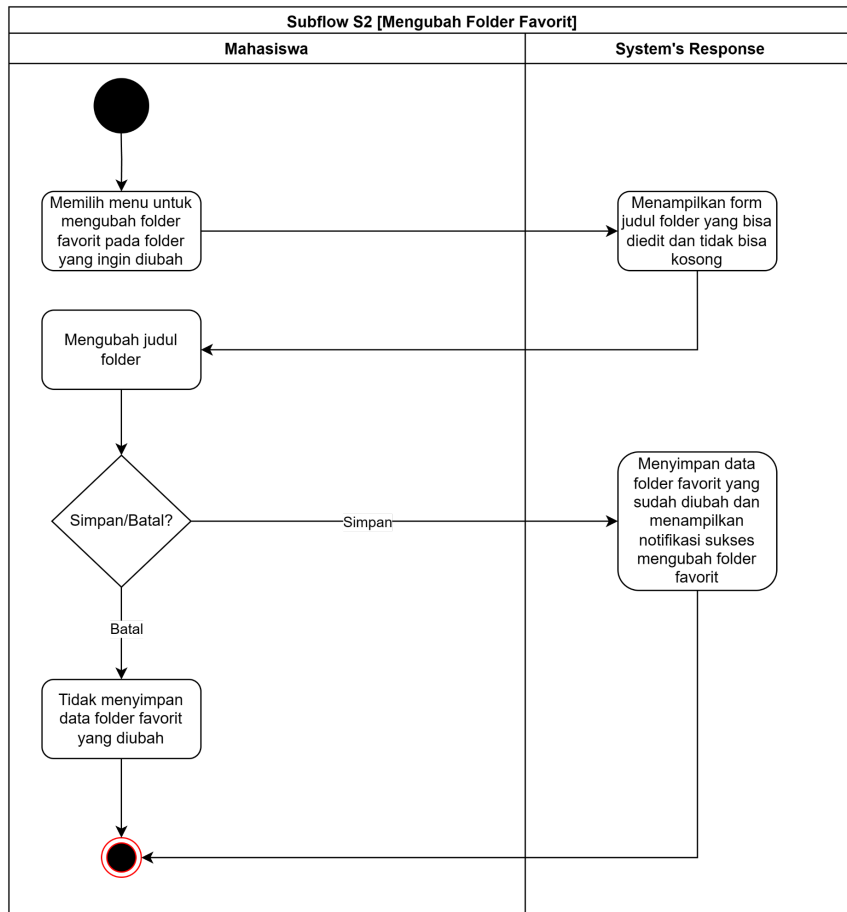 Subflow S2 [Mengubah Folder Favorit]
Mahasiswa
System's Response
Memilih menu untuk
mengubah folder
favorit pada folder
yang ingin diubah
Menampilkan form
judul folder yang bisa
diedit dan tidak bisa
kosong
Mengubah judul
folder
Simpan/Batal?
Simpan
Menyimpan data
folder favorit yang
sudah diubah dan
menampilkan
notifikasi sukses
mengubah folder
favorit
Batal
Tidak menyimpan
data folder favorit
yang diubah